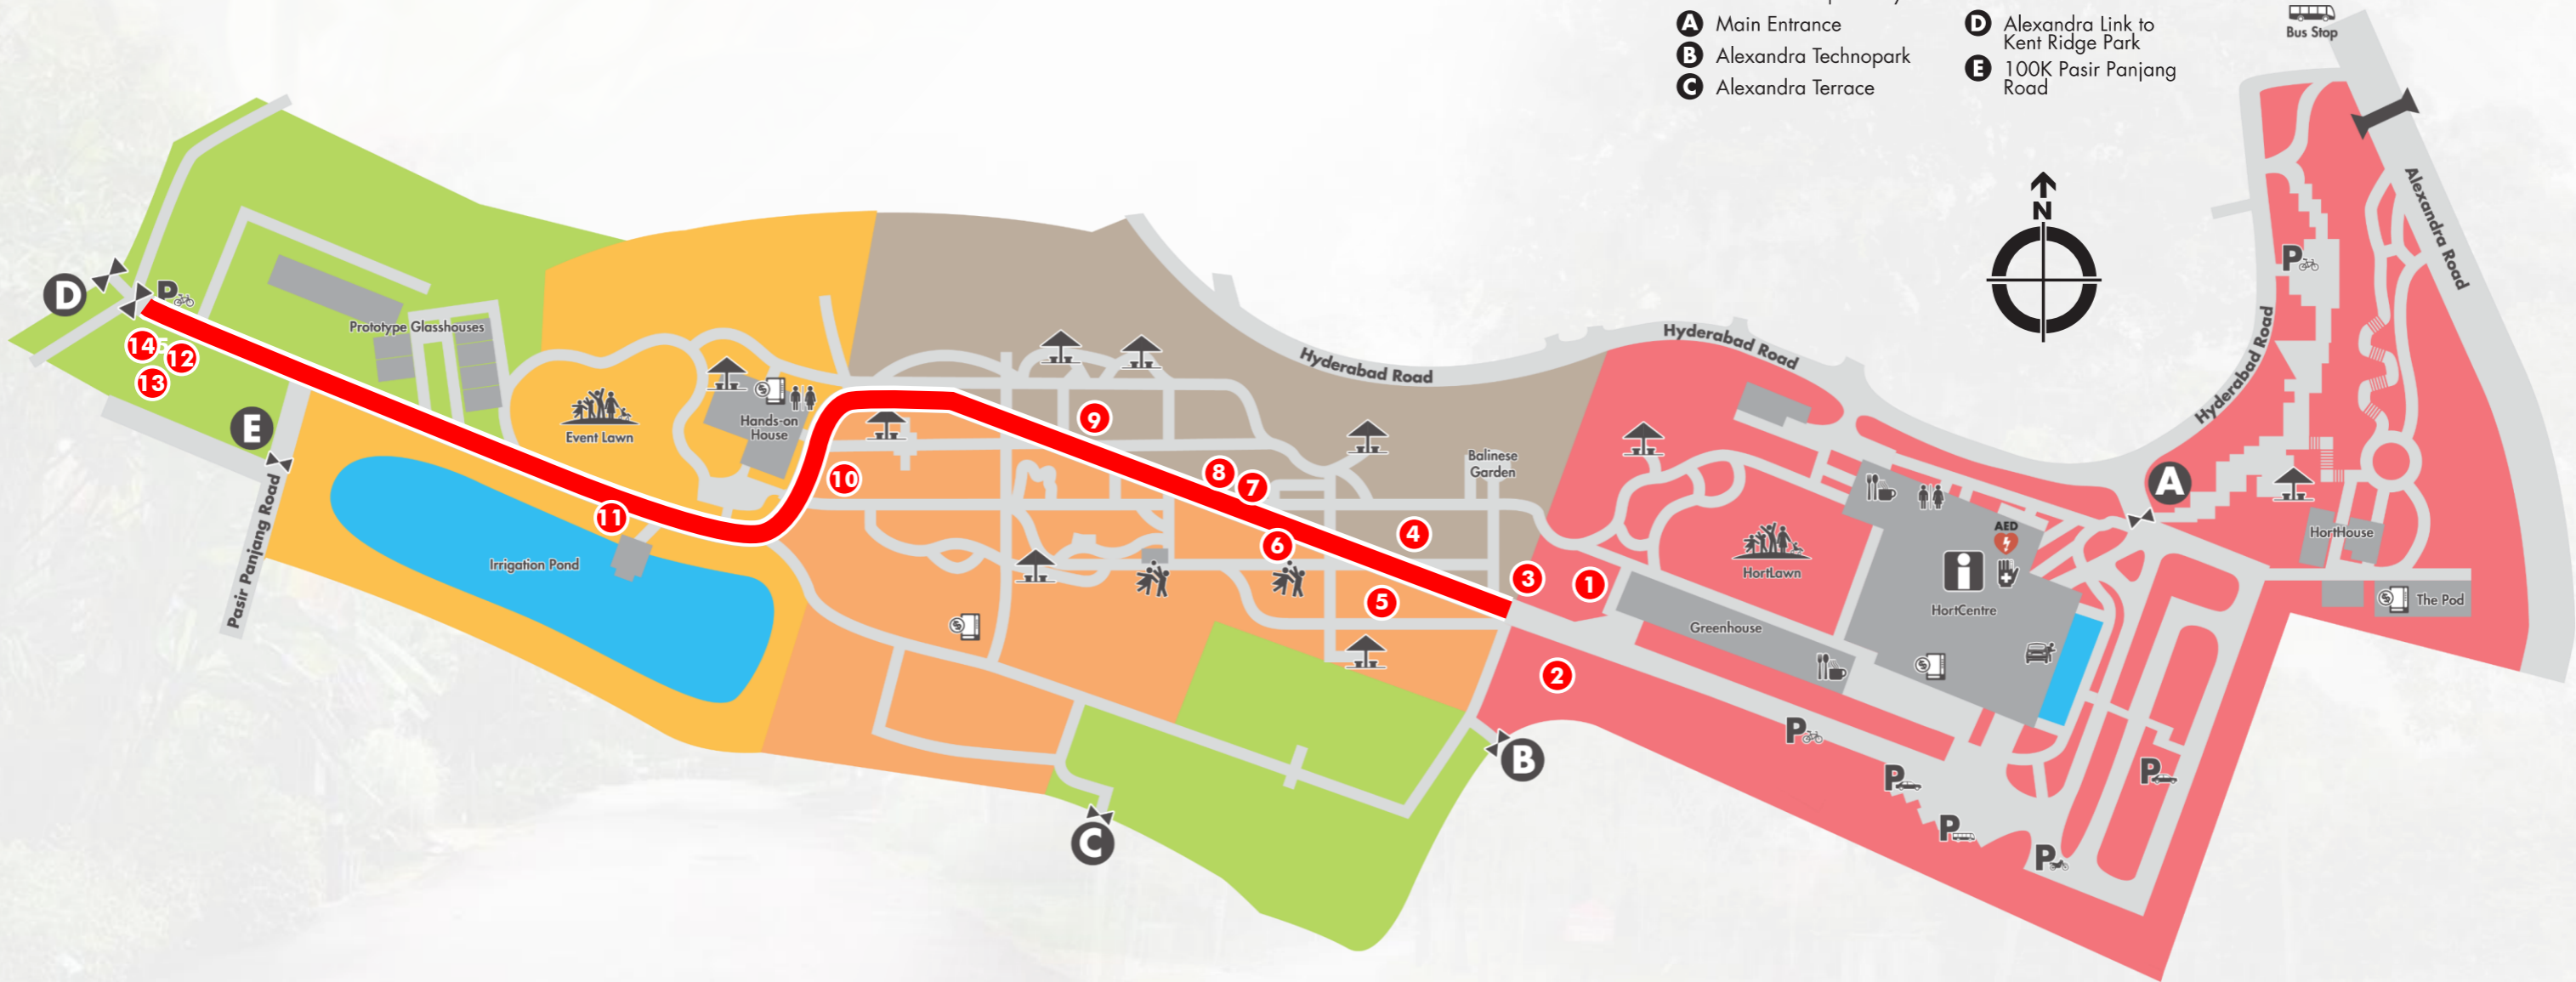 A Main Entrance
B Alexandra Technopark
C Alexandra Terrace
D Alexandra Link to
Kent Ridge Park
E 100K Pasir Panjang
Road
Bus Stop
Alexandra Road
N
P
Hyderabad Road
Hyderabad Road
Hyderabad Road
D
P
Prototype Glasshouses
14
12
13
E
Pasir Panjang Road
Event Lawn
Hands-on
House
11
Irrigation Pond
10
9
8
7
6
5
4
Balinese
Garden
3
1
2
HortLawn
Greenhouse
AED
i
HortCentre
A
HortHouse
The Pod
P
P
P
P
P
B
C